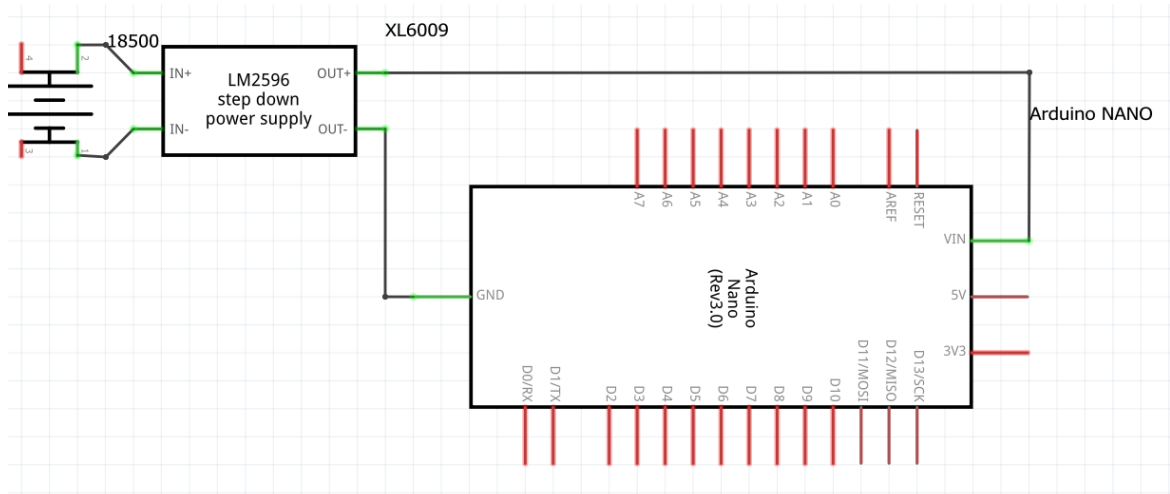 XL6009
18500
4
2
IN+
LM2596
step down
power supply
OUT+
IN-
OUT-
3
1
Arduino NANO
A7
A6
A5
A4
A3
A2
A1
A0
AREF
RESET
VIN
GND
Arduino
Nano
(Rev3.0)
5V
3V3
D0/RX
D1/TX
D2
D3
D4
D5
D6
D7
D8
D9
D10
D11/MOSI
D12/MISO
D13/SCK